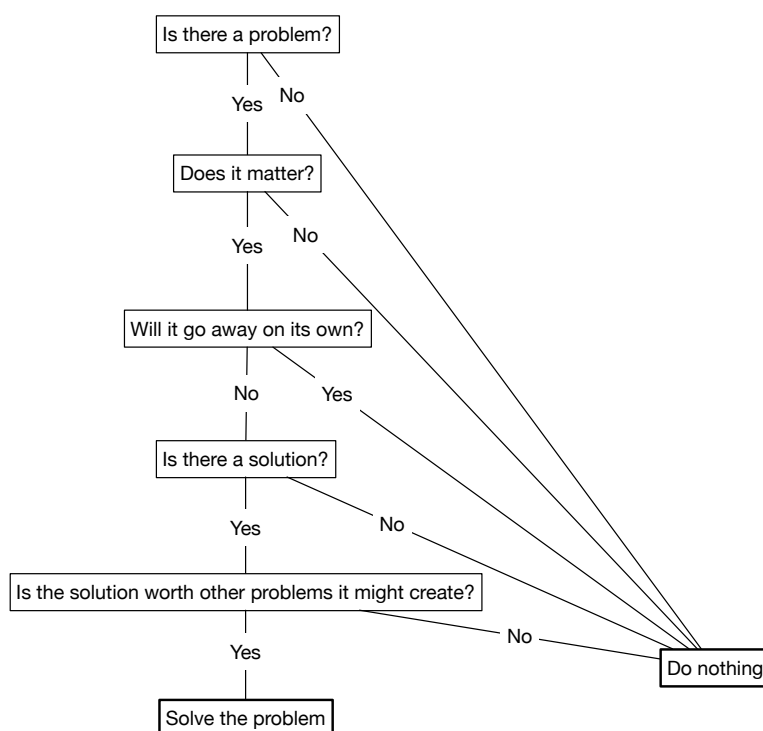 Is there a problem?
Yes
No
Does it matter?
Yes
No
Will it go away on its own?
No
Yes
Is there a solution?
Yes
No
Is the solution worth other problems it might create?
Yes
No
Do nothing
Solve the problem